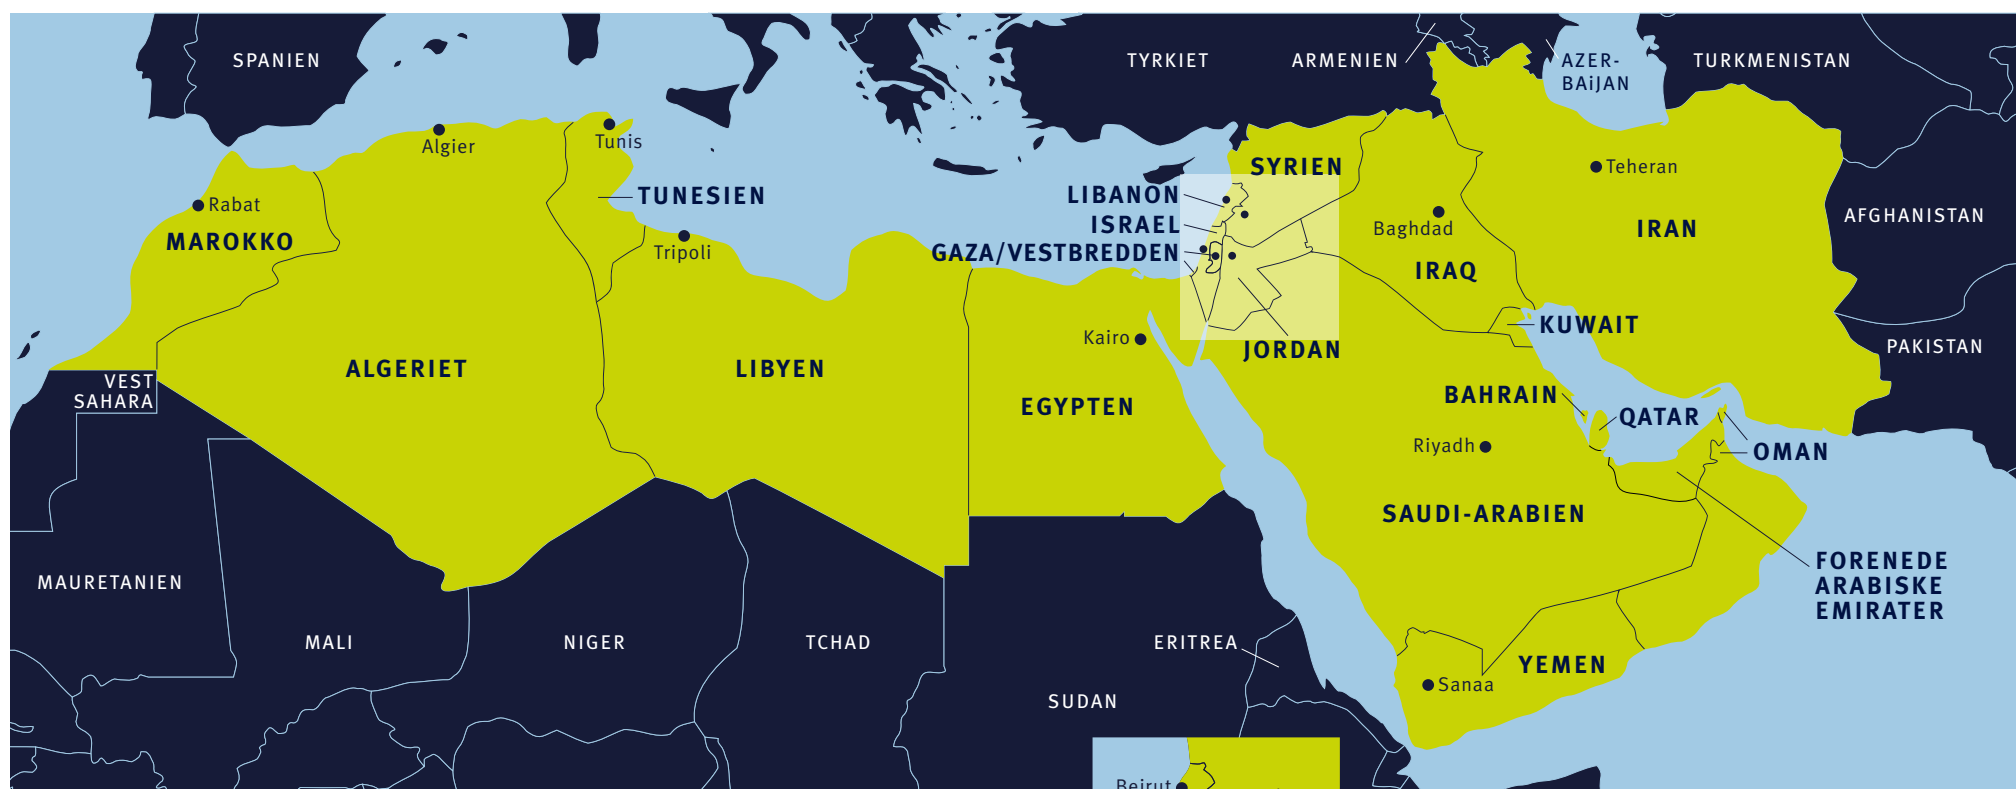 SPANIEN
TYRKIET
ARMENIEN
AZER-
BAiJAN
TURKMENISTAN
Algier
Tunis
SYRIEN
Teheran
TUNESIEN
LIBANON
Rabat
ISRAEL
Baghdad
AFGHANISTAN
MAROKKO
Tripoli
GAZA/VESTBREDDEN
IRAN
IRAQ
KUWAIT
Kairo
JORDAN
PAKISTAN
ALGERIET
LIBYEN
VEST
SAHARA
EGYPTEN
BAHRAIN
QATAR
Riyadh
OMAN
SAUDI-ARABIEN
FORENEDE
ARABISKE
EMIRATER
MAURETANIEN
MALI
NIGER
TCHAD
ERITREA
YEMEN
Sanaa
SUDAN
Beirut